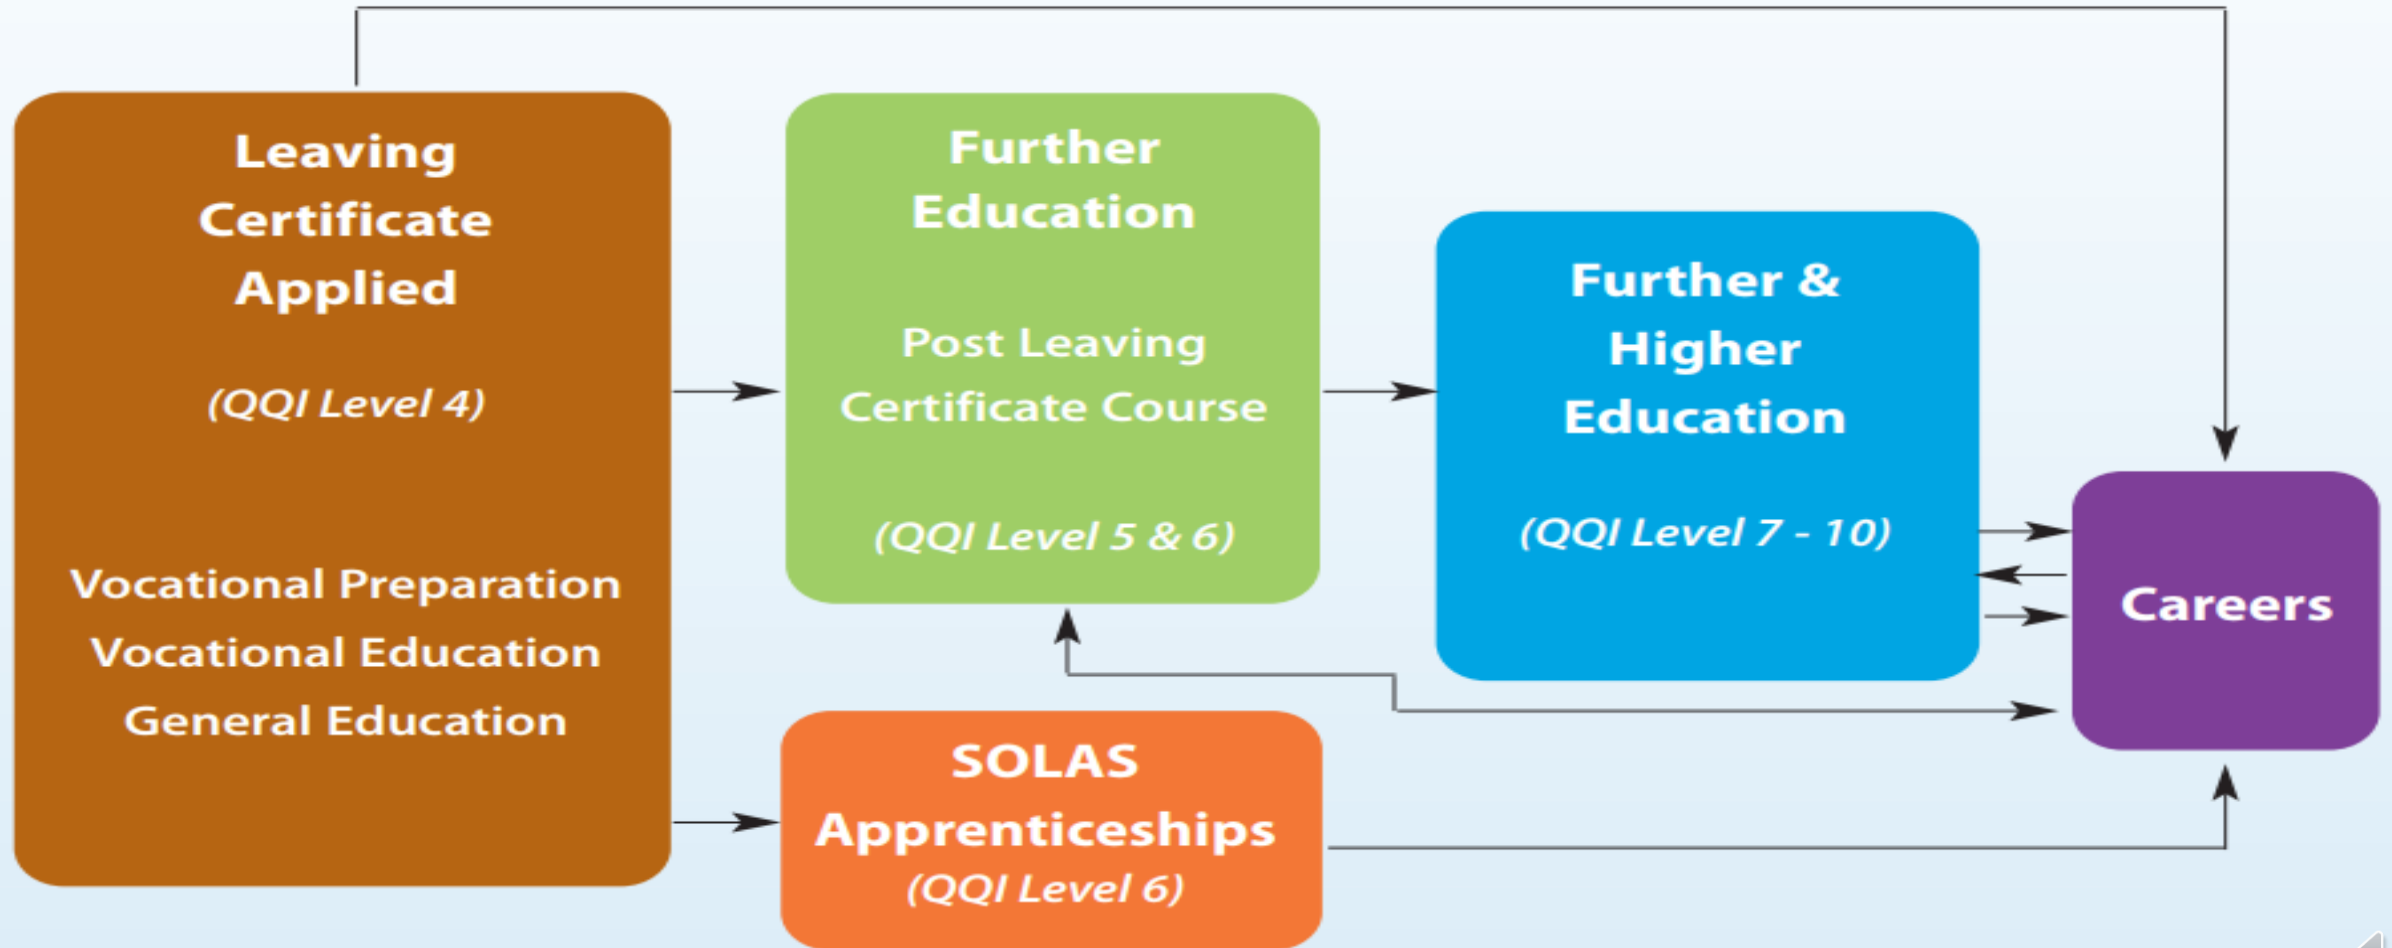 Leaving
Certificate
Applied
(QQI Level 4)
Vocational Preparation
Vocational Education
General Education
Further
Education
Post Leaving
Certificate Course
(QQI Level 5 & 6)
SOLAS
Apprenticeships
(QQI Level 6)
Further &
Higher
Education
(QQI Level 7 - 10)
Careers